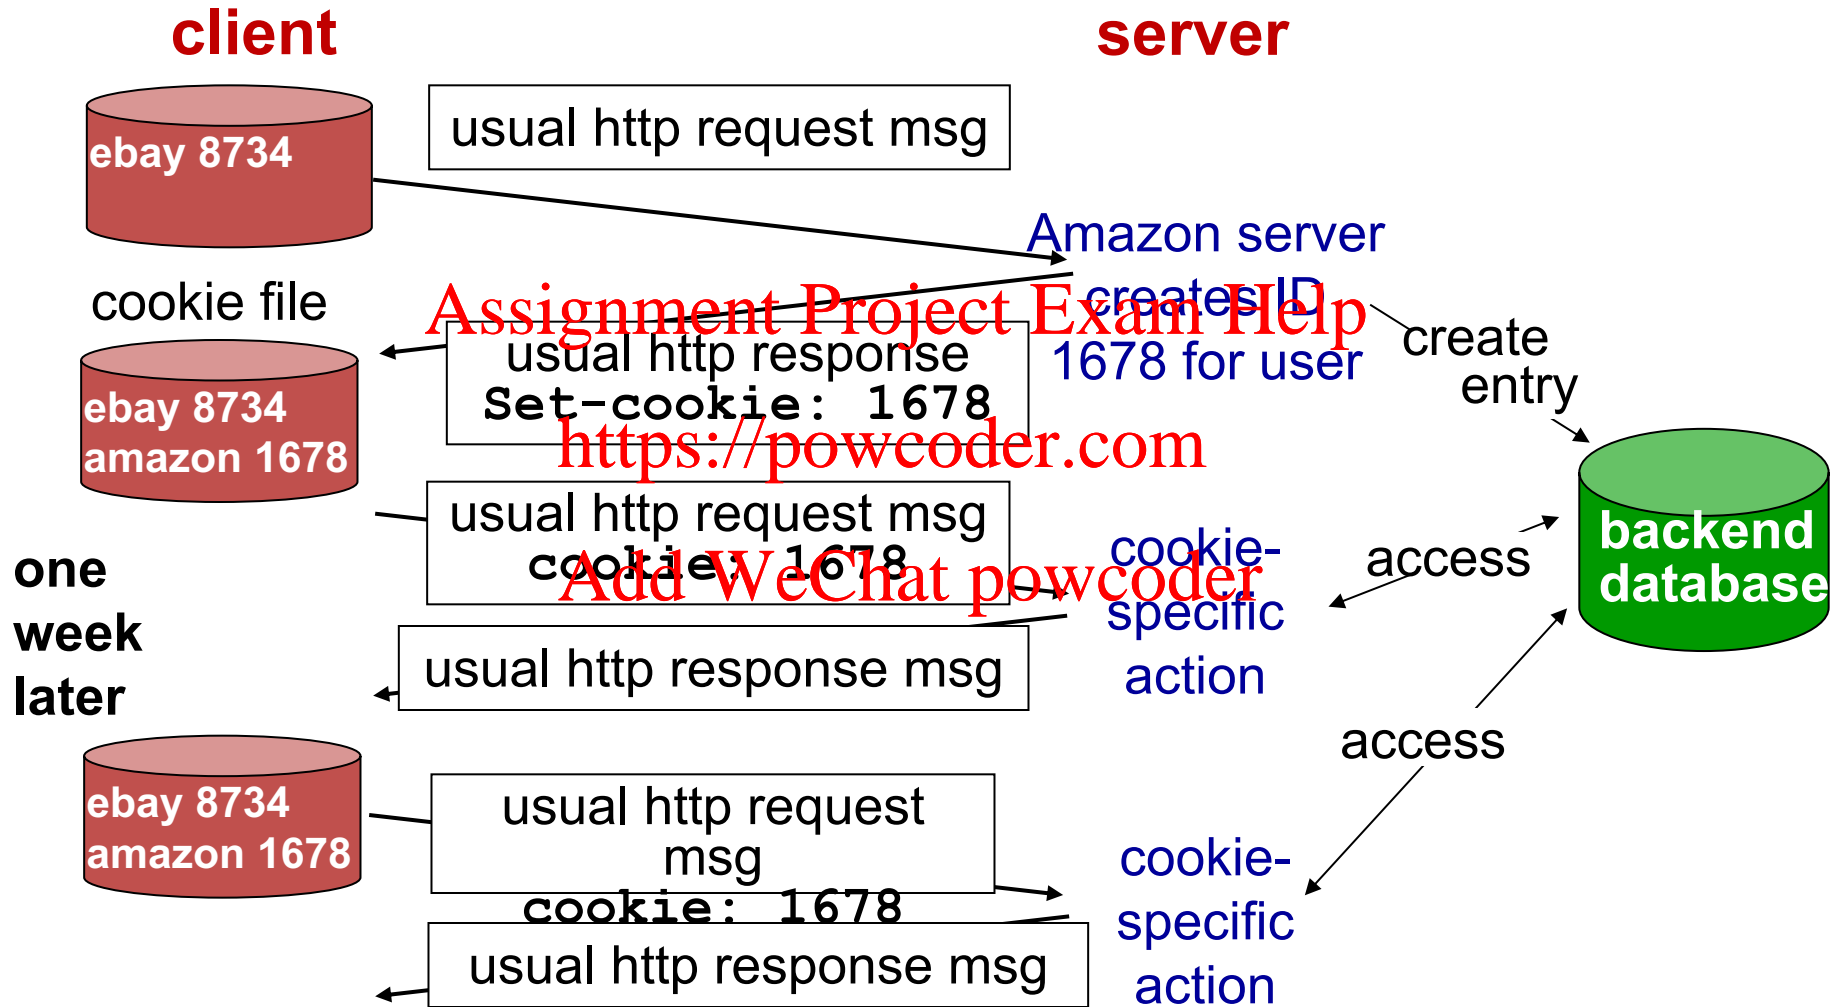 client
server
ebay 8734
usual http request msg
Amazon server
creates ID
1678 for user
cookie file
Assignment Project Exam Help
create
entry
usual http response
Set-cookie: 1678
ebay 8734
amazon 1678
https://powcoder.com
usual http request msg
cookie: 1678
cookie-
specific
action
access
backend
database
Add WeChat powcoder
one
week
later
usual http response msg
access
ebay 8734
amazon 1678
usual http request
msg
cookie: 1678
cookie-
specific
action
usual http response msg